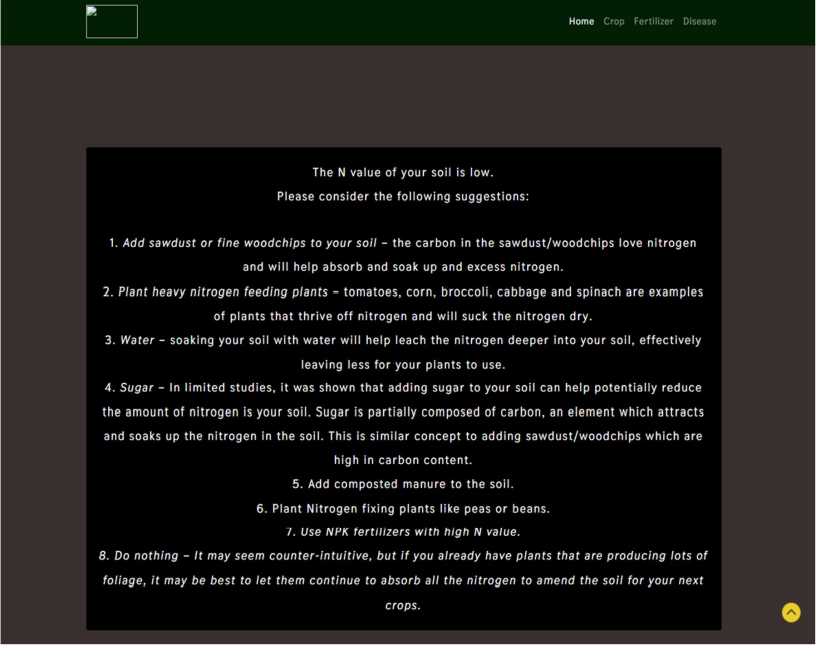 Home Crop Fertilizer Disease
The N value of your soil is low.
Please consider the following suggestions:
1. Add sawdust or fine woodchips to your soil – the carbon in the sawdust/woodchips love nitrogen
and will help absorb and soak up and excess nitrogen.
2. Plant heavy nitrogen feeding plants – tomatoes, corn, broccoli, cabbage and spinach are examples
of plants that thrive off nitrogen and will suck the nitrogen dry.
3. Water – soaking your soil with water will help leach the nitrogen deeper into your soil, effectively
leaving less for your plants to use.
4. Sugar – In limited studies, it was shown that adding sugar to your soil can help potentially reduce
the amount of nitrogen is your soil. Sugar is partially composed of carbon, an element which attracts
and soaks up the nitrogen in the soil. This is similar concept to adding sawdust/woodchips which are
high in carbon content.
5. Add composted manure to the soil.
6. Plant Nitrogen fixing plants like peas or beans.
7. Use NPK fertilizers with high N value.
8. Do nothing – It may seem counter-intuitive, but if you already have plants that are producing lots of
foliage, it may be best to let them continue to absorb all the nitrogen to amend the soil for your next
crops.